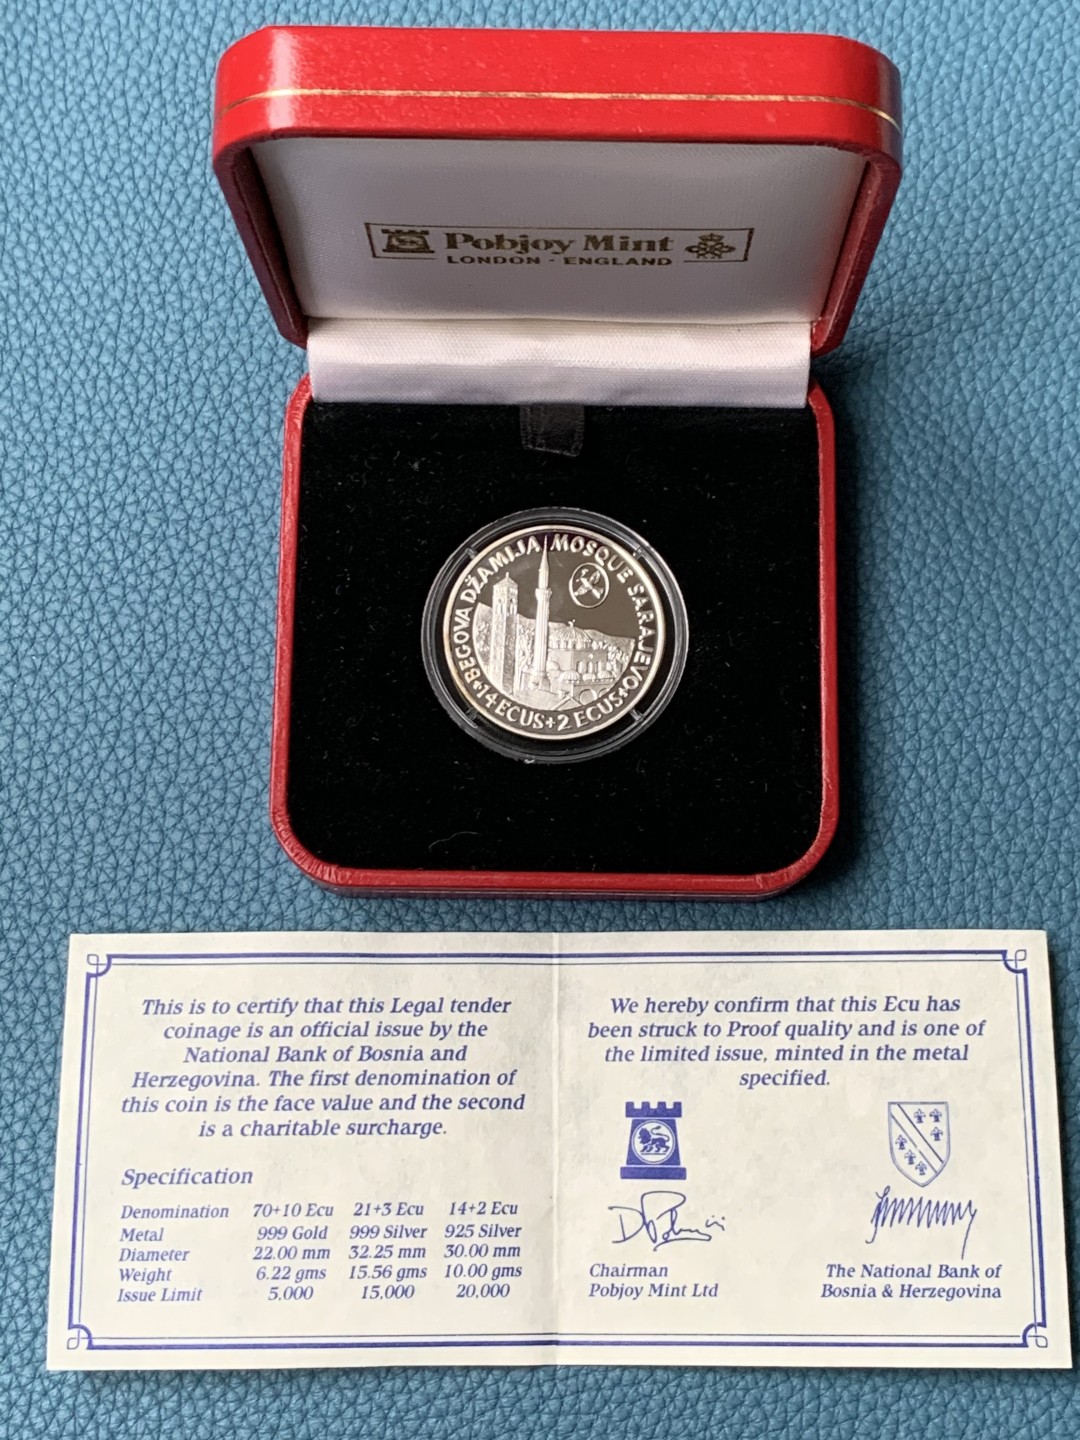 Pobjoy Mint
LONDON · ENGLAND
BEGOVA DŽAMIJA MOSQUE SARAJEVO
14 ECUS+2 ECUS
This is to certify that this Legal tender
coinage is an official issue by the
National Bank of Bosnia and
Herzegovina. The first denomination of
this coin is the face value and the second
is a charitable surcharge.
Specification
Denomination 70+10 Ecu 21+3 Ecu 14+2 Ecu
Metal 999 Gold 999 Silver 925 Silver
Diameter 22.00 mm 32.25 mm 30.00 mm
Weight 6.22 gms 15.56 gms 10.00 gms
Issue Limit 5,000 15,000 20,000
We hereby confirm that this Ecu has
been struck to Proof quality and is one of
the limited issue, minted in the metal
specified.
Chairman
Pobjoy Mint Ltd
The National Bank of
Bosnia & Herzegovina